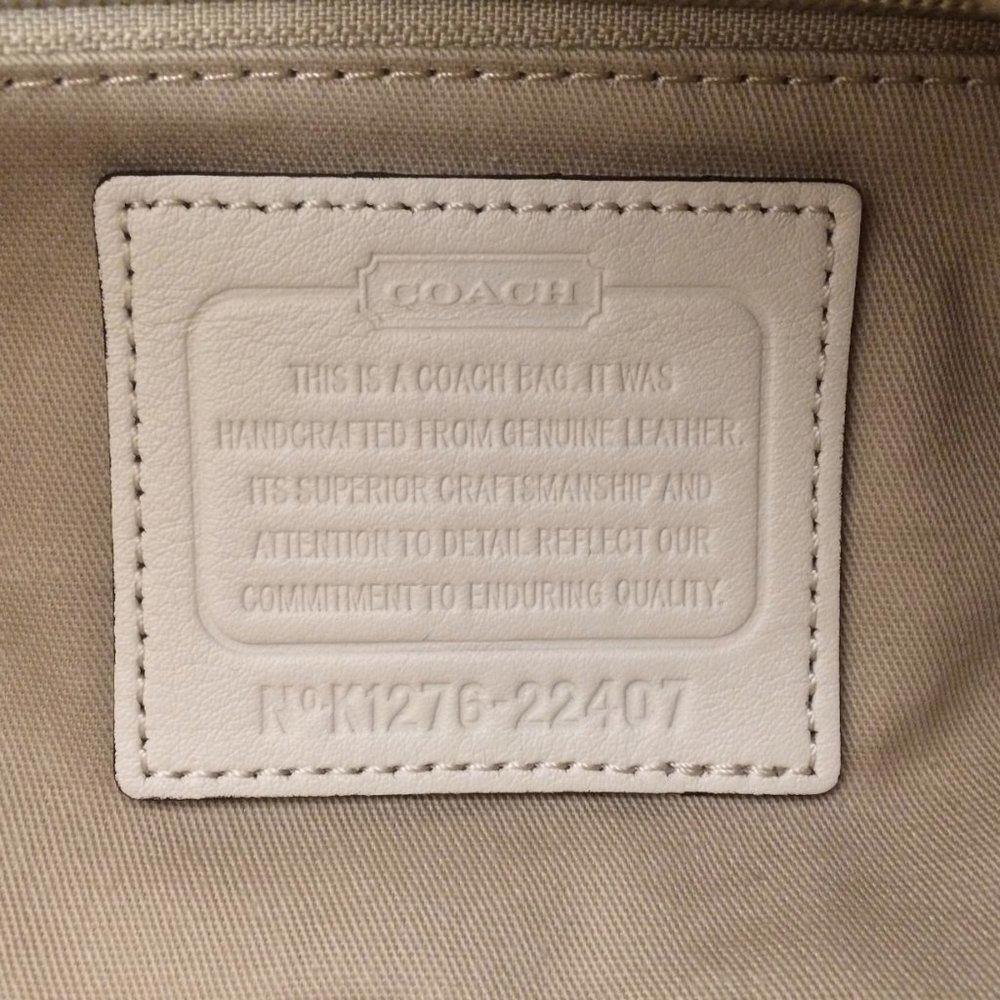 COACH
THIS IS A COACH BAG. IT WAS
HANDCRAFTED FROM GENUINE LEATHER.
ITS SUPERIOR CRAFTSMANSHIP AND
ATTENTION TO DETAIL REFLECT OUR
COMMITMENT TO ENDURING QUALITY.
Nº K1276-22407